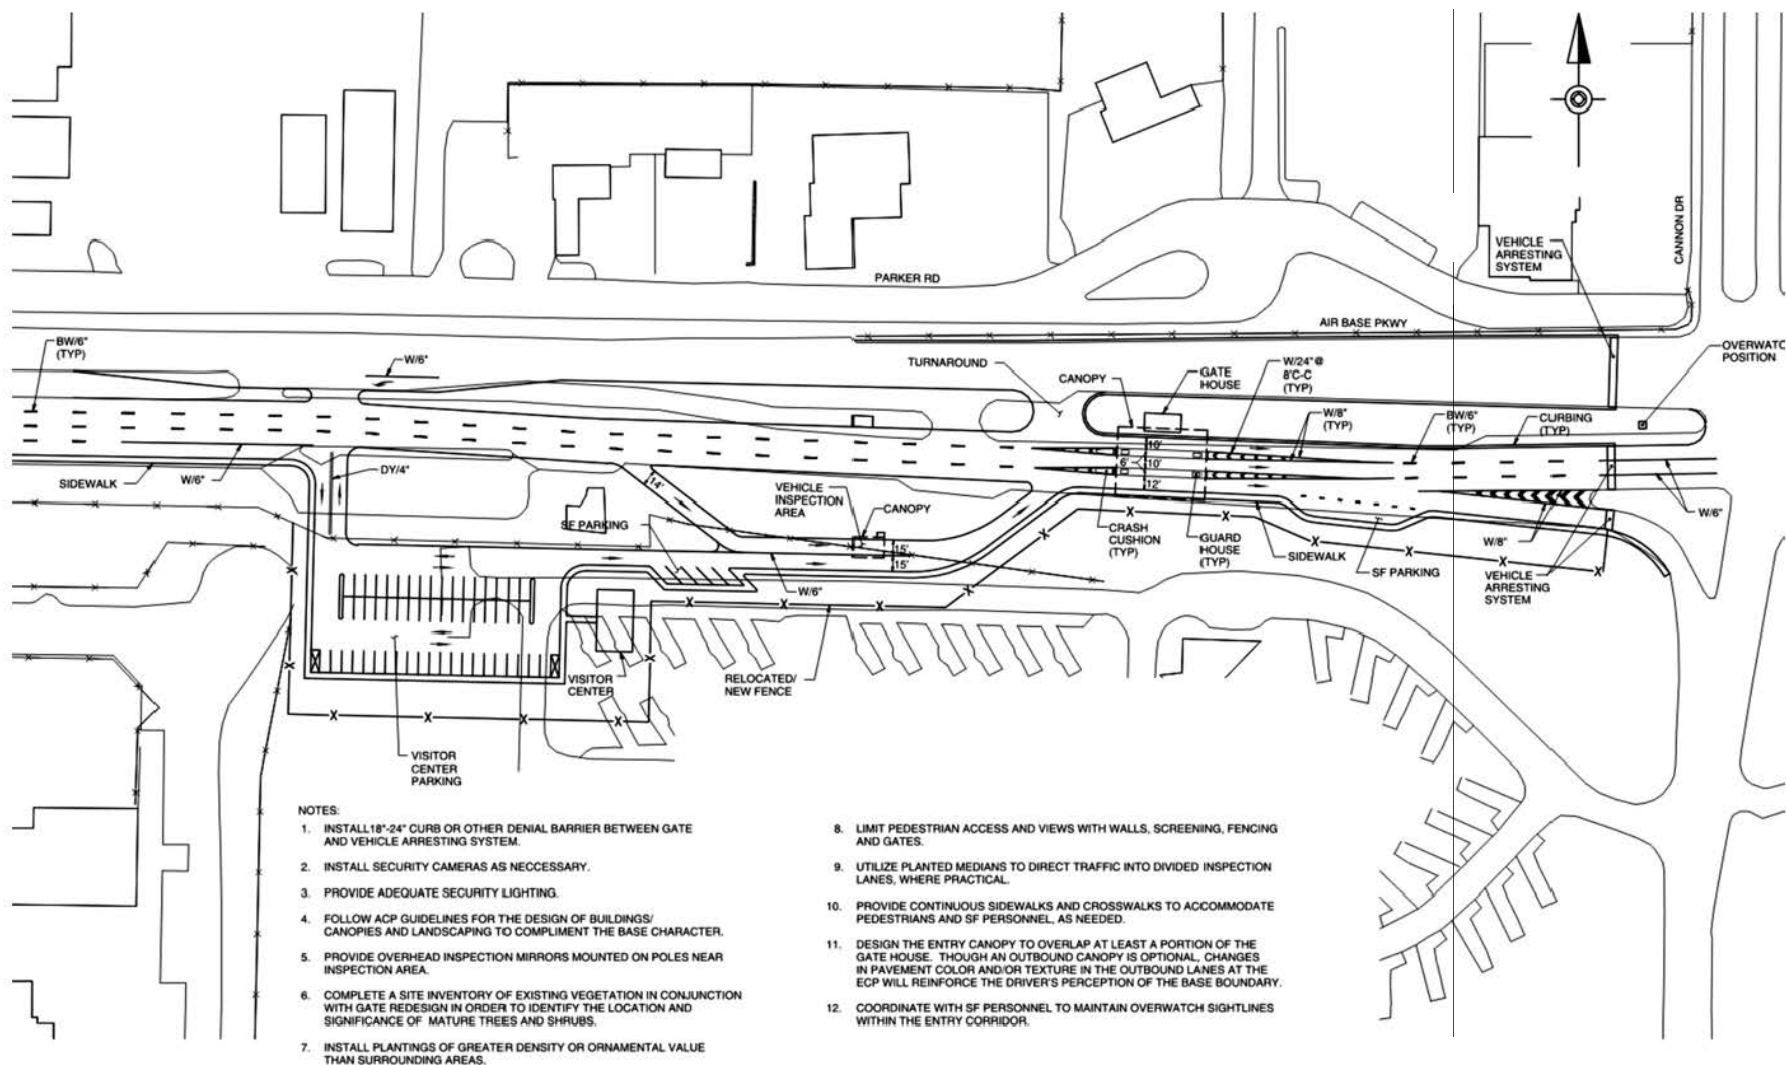 CANNON DR
VEHICLE
ARRESTING
SYSTEM
PARKER RD
AIR BASE PKWY
BW/6"
(TYP)
W/6"
TURNAROUND
CANOPY
GATE
HOUSE
W/24"@
8'C-C
(TYP)
W/8"
(TYP)
BW/6"
(TYP)
CURBING
(TYP)
OVERWATC
POSITION
10'
6'
10'
12'
SIDEWALK
W/6"
DY/4"
14'
VEHICLE
INSPECTION
AREA
CANOPY
SF PARKING
15'
15'
W/6"
CRASH
CUSHION
(TYP)
GUARD
HOUSE
(TYP)
SIDEWALK
SF PARKING
W/8"
W/6"
VEHICLE
ARRESTING
SYSTEM
VISITOR
CENTER
RELOCATED/
NEW FENCE
VISITOR
CENTER
PARKING
NOTES:
1. INSTALL18"-24" CURB OR OTHER DENIAL BARRIER BETWEEN GATE
AND VEHICLE ARRESTING SYSTEM.
2. INSTALL SECURITY CAMERAS AS NECCESSARY.
3. PROVIDE ADEQUATE SECURITY LIGHTING.
4. FOLLOW ACP GUIDELINES FOR THE DESIGN OF BUILDINGS/
CANOPIES AND LANDSCAPING TO COMPLIMENT THE BASE CHARACTER.
5. PROVIDE OVERHEAD INSPECTION MIRRORS MOUNTED ON POLES NEAR
INSPECTION AREA.
6. COMPLETE A SITE INVENTORY OF EXISTING VEGETATION IN CONJUNCTION
WITH GATE REDESIGN IN ORDER TO IDENTIFY THE LOCATION AND
SIGNIFICANCE OF MATURE TREES AND SHRUBS.
7. INSTALL PLANTINGS OF GREATER DENSITY OR ORNAMENTAL VALUE
THAN SURROUNDING AREAS.
8. LIMIT PEDESTRIAN ACCESS AND VIEWS WITH WALLS, SCREENING, FENCING
AND GATES.
9. UTILIZE PLANTED MEDIANS TO DIRECT TRAFFIC INTO DIVIDED INSPECTION
LANES, WHERE PRACTICAL.
10. PROVIDE CONTINUOUS SIDEWALKS AND CROSSWALKS TO ACCOMMODATE
PEDESTRIANS AND SF PERSONNEL, AS NEEDED.
11. DESIGN THE ENTRY CANOPY TO OVERLAP AT LEAST A PORTION OF THE
GATE HOUSE. THOUGH AN OUTBOUND CANOPY IS OPTIONAL, CHANGES
IN PAVEMENT COLOR AND/OR TEXTURE IN THE OUTBOUND LANES AT THE
ECP WILL REINFORCE THE DRIVER'S PERCEPTION OF THE BASE BOUNDARY.
12. COORDINATE WITH SF PERSONNEL TO MAINTAIN OVERWATCH SIGHTLINES
WITHIN THE ENTRY CORRIDOR.